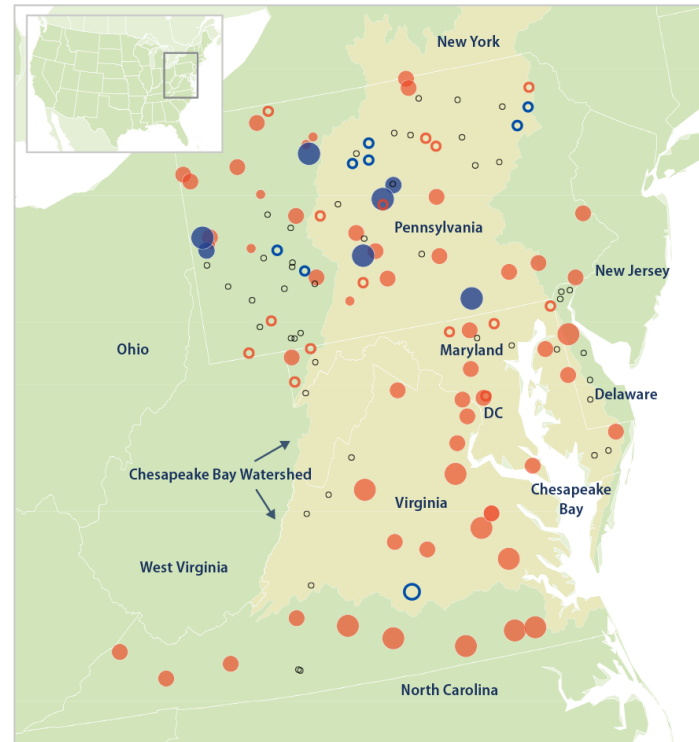 New York
Pennsylvania
New Jersey
Ohio
Maryland
Delaware
DC
Chesapeake Bay Watershed
Chesapeake
Bay
Virginia
West Virginia
North Carolina